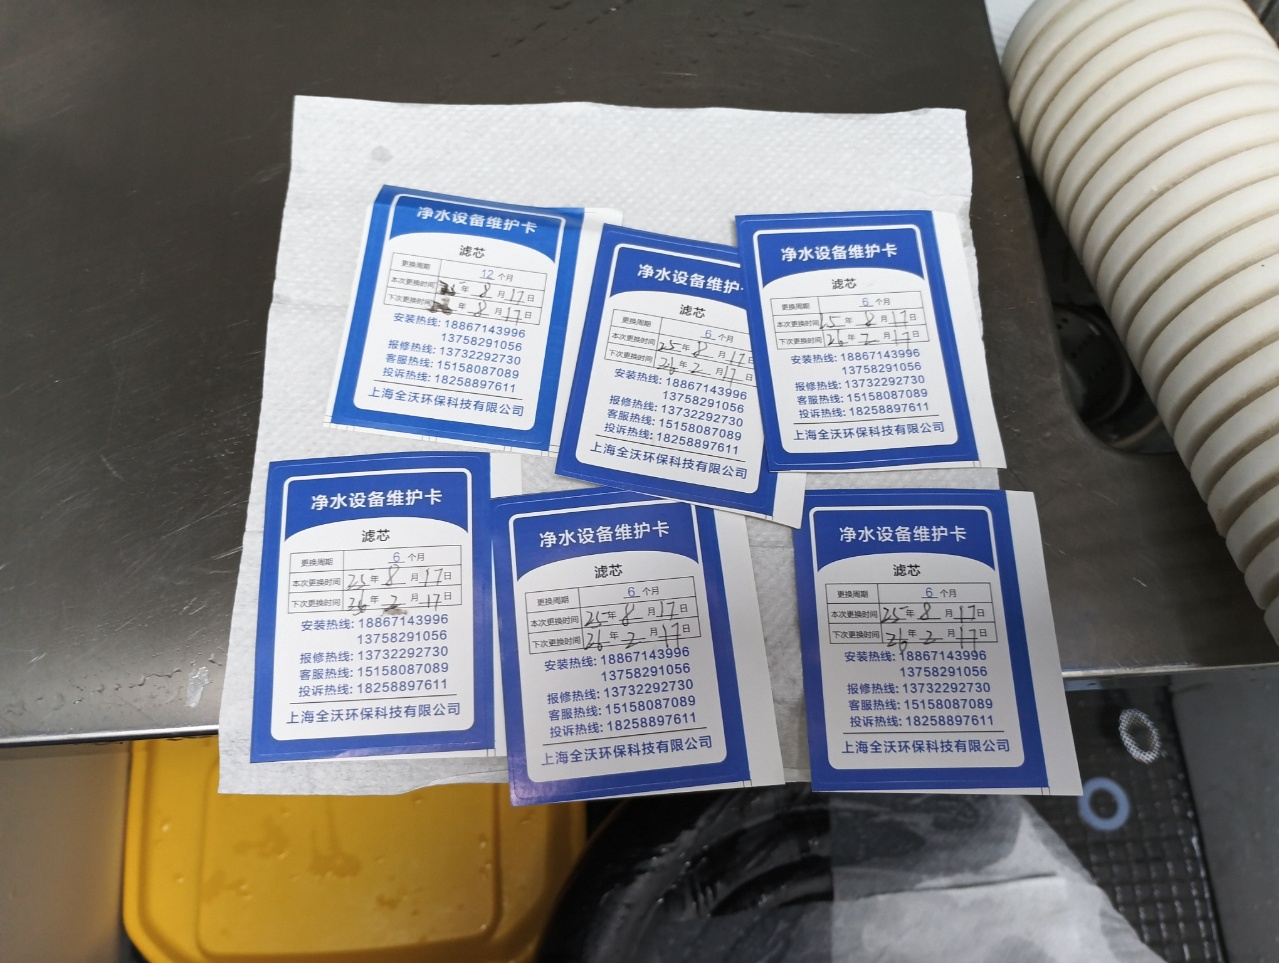 净水设备维护卡
滤芯
更换周期 12 个月
本次更换时间 年 8 月 17 日
下次更换时间 年 8 月 17 日
安装热线: 18867143996
13758291056
报修热线: 13732292730
客服热线: 15158087089
投诉热线: 18258897611
上海全沃环保科技有限公司
净水设备维护
滤芯
更换周期 6 个月
本次更换时间 25 年 8 月 17 日
下次更换时间 26 年 2 月 17 日
安装热线: 18867143996
13758291056
报修热线: 13732292730
客服热线: 15158087089
投诉热线: 18258897611
上海全沃环保科技有限公司
净水设备维护卡
滤芯
更换周期 6 个月
本次更换时间 25 年 8 月 17 日
下次更换时间 26 年 2 月 17 日
安装热线: 18867143996
13758291056
报修热线: 13732292730
客服热线: 15158087089
投诉热线: 18258897611
上海全沃环保科技有限公司
净水设备维护卡
滤芯
更换周期 6 个月
本次更换时间 25 年 8 月 17 日
下次更换时间 26 年 2 月 17 日
安装热线: 18867143996
13758291056
报修热线: 13732292730
客服热线: 15158087089
投诉热线: 18258897611
上海全沃环保科技有限公司
净水设备维护卡
滤芯
更换周期 6 个月
本次更换时间 25 年 8 月 17 日
下次更换时间 26 年 2 月 17 日
安装热线: 18867143996
13758291056
报修热线: 13732292730
客服热线: 15158087089
投诉热线: 18258897611
上海全沃环保科技有限公司
净水设备维护卡
滤芯
更换周期 6 个月
本次更换时间 25 年 8 月 17 日
下次更换时间 26 年 2 月 17 日
安装热线: 18867143996
13758291056
报修热线: 13732292730
客服热线: 15158087089
投诉热线: 18258897611
上海全沃环保科技有限公司